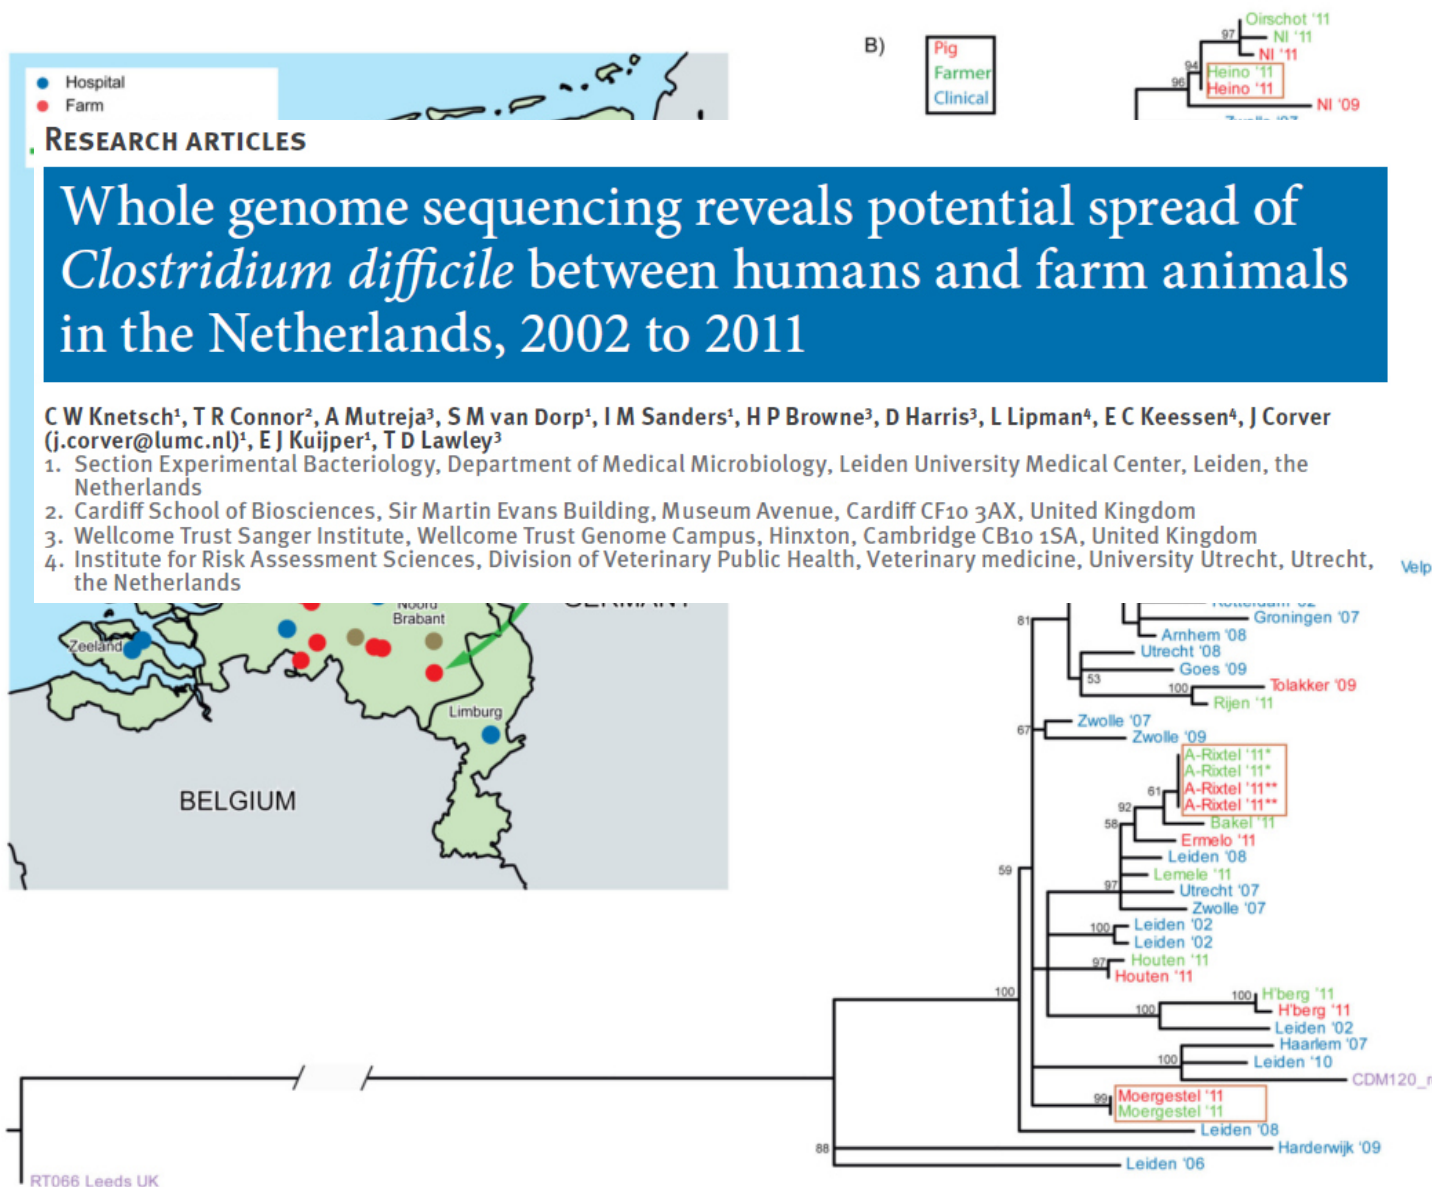 Hospital
Farm
B)
Pig
Farmer
Clinical
Oirschot '11
97
NI '11
NI '11
94
Heino '11
96
Heino '11
NI '09
RESEARCH ARTICLES
Whole genome sequencing reveals potential spread of
Clostridium difficile between humans and farm animals
in the Netherlands, 2002 to 2011
C W Knetsch¹, T R Connor², A Mutreja³, S M van Dorp¹, I M Sanders¹, H P Browne³, D Harris³, L Lipman⁴, E C Keessen⁴, J Corver
(j.corver@lumc.nl)¹, E J Kuijper¹, T D Lawley³
1. Section Experimental Bacteriology, Department of Medical Microbiology, Leiden University Medical Center, Leiden, the
Netherlands
2. Cardiff School of Biosciences, Sir Martin Evans Building, Museum Avenue, Cardiff CF10 3AX, United Kingdom
3. Wellcome Trust Sanger Institute, Wellcome Trust Genome Campus, Hinxton, Cambridge CB10 1SA, United Kingdom
4. Institute for Risk Assessment Sciences, Division of Veterinary Public Health, Veterinary medicine, University Utrecht, Utrecht,
the Netherlands
Velp
Noord
Brabant
Zeeland
Limburg
BELGIUM
81
Groningen '07
Arnhem '08
Utrecht '08
Goes '09
53
100
Tolakker '09
Rijen '11
67
Zwolle '07
Zwolle '09
A-Rixtel '11*
A-Rixtel '11*
61
A-Rixtel '11**
92
A-Rixtel '11**
58
Bakel '11
Ermelo '11
Leiden '08
59
Lemele '11
97
Utrecht '07
Zwolle '07
100
Leiden '02
Leiden '02
97
Houten '11
Houten '11
100
100
H'berg '11
100
H'berg '11
Leiden '02
Haarlem '07
100
Leiden '10
CDM120_r
99
Moergestel '11
Moergestel '11
Leiden '08
88
Harderwijk '09
Leiden '06
RT066 Leeds UK